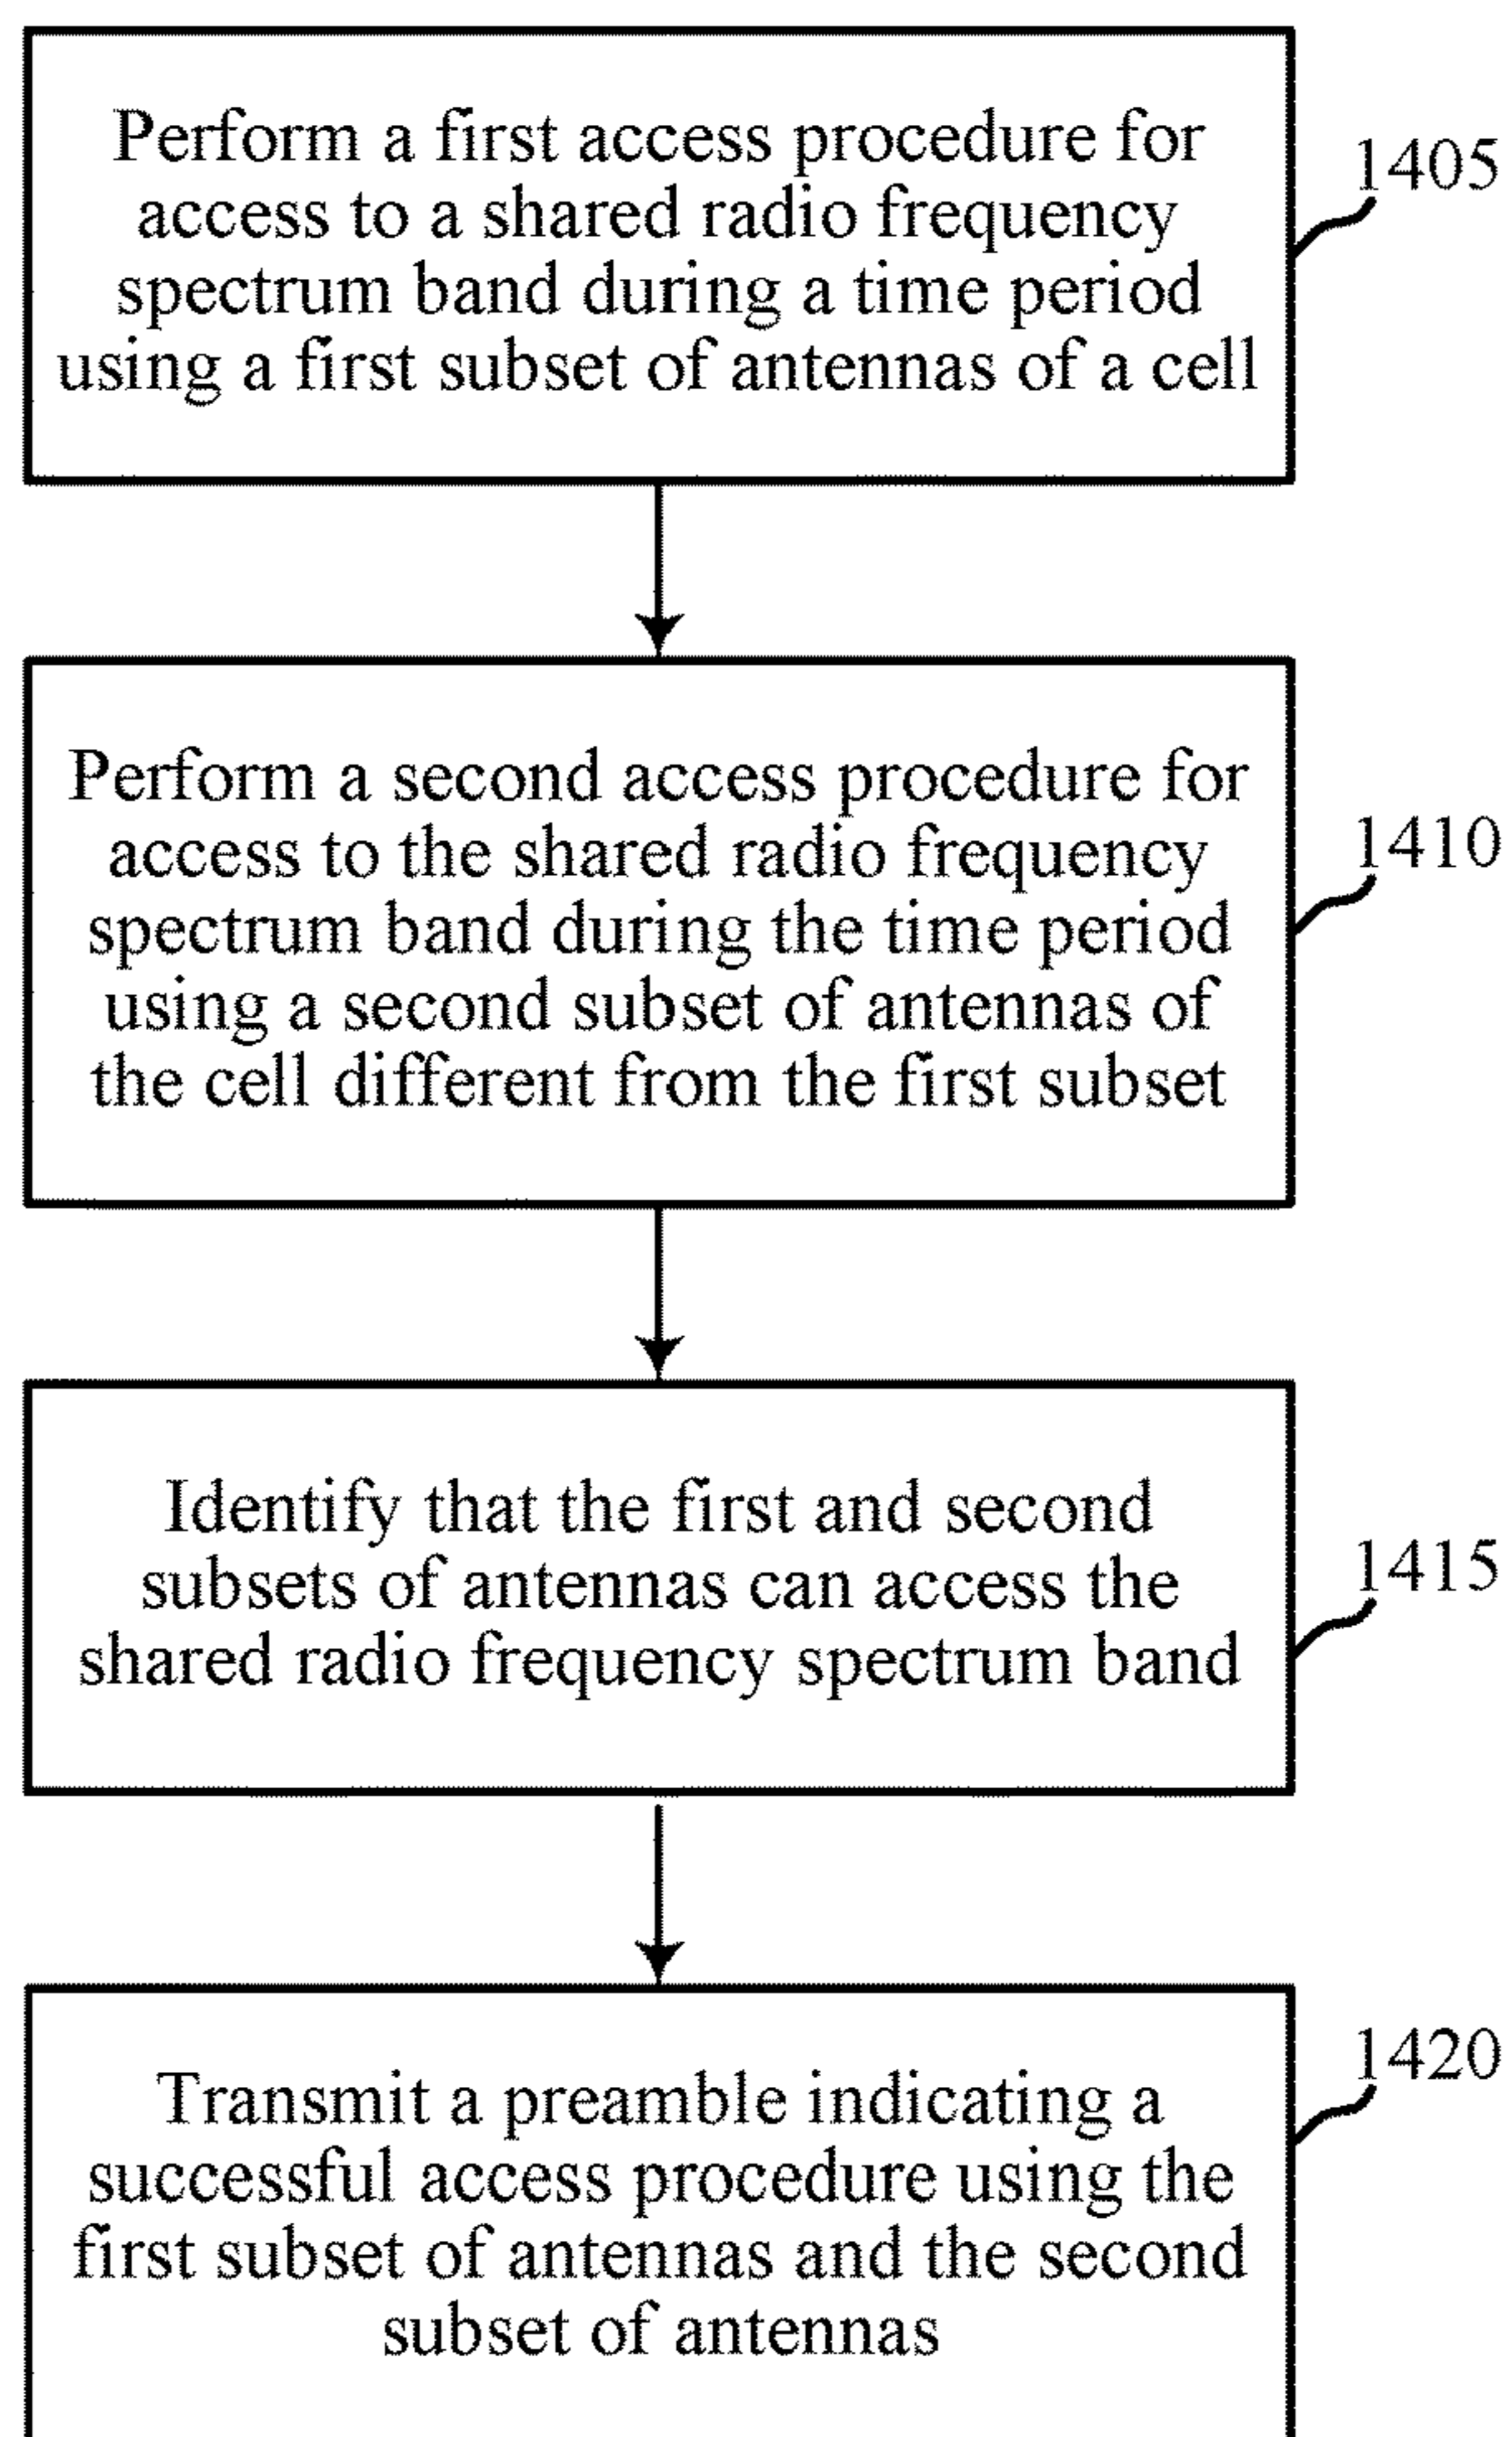 Perform a first access procedure for
access to a shared radio frequency
spectrum band during a time period
using a first subset of antennas of a cell
1405
Perform a second access procedure for
access to the shared radio frequency
spectrum band during the time period
using a second subset of antennas of
the cell different from the first subset
1410
Identify that the first and second
subsets of antennas can access the
shared radio frequency spectrum band
1415
Transmit a preamble indicating a
successful access procedure using the
first subset of antennas and the second
subset of antennas
1420